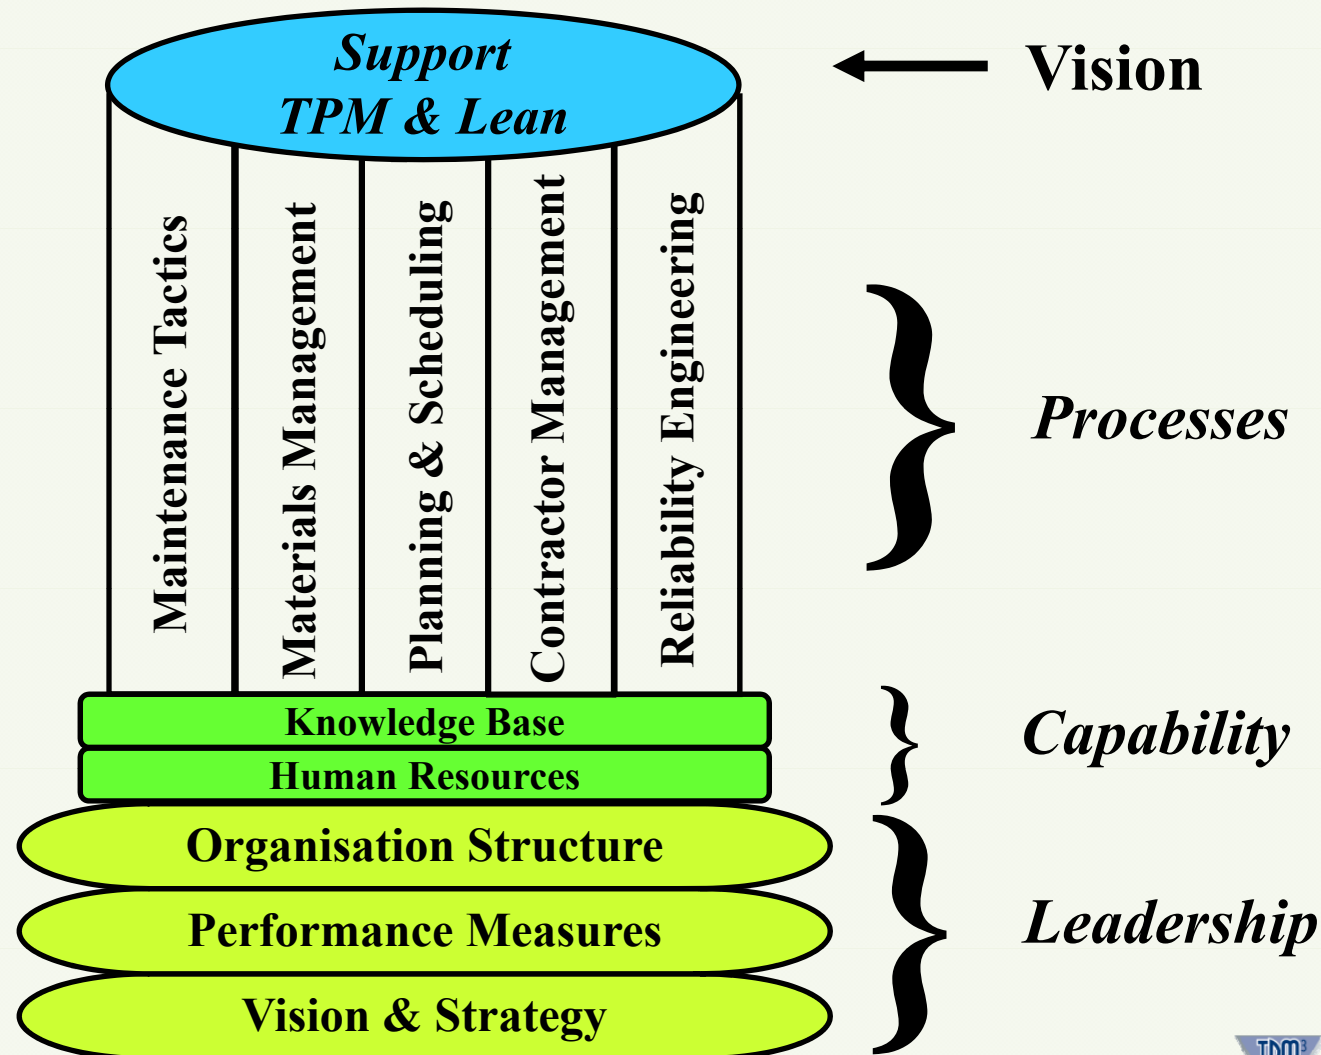 Support
TPM & Lean
Vision
Maintenance Tactics
Materials Management
Planning & Scheduling
Contractor Management
Reliability Engineering
Processes
Knowledge Base
Human Resources
Capability
Organisation Structure
Performance Measures
Vision & Strategy
Leadership